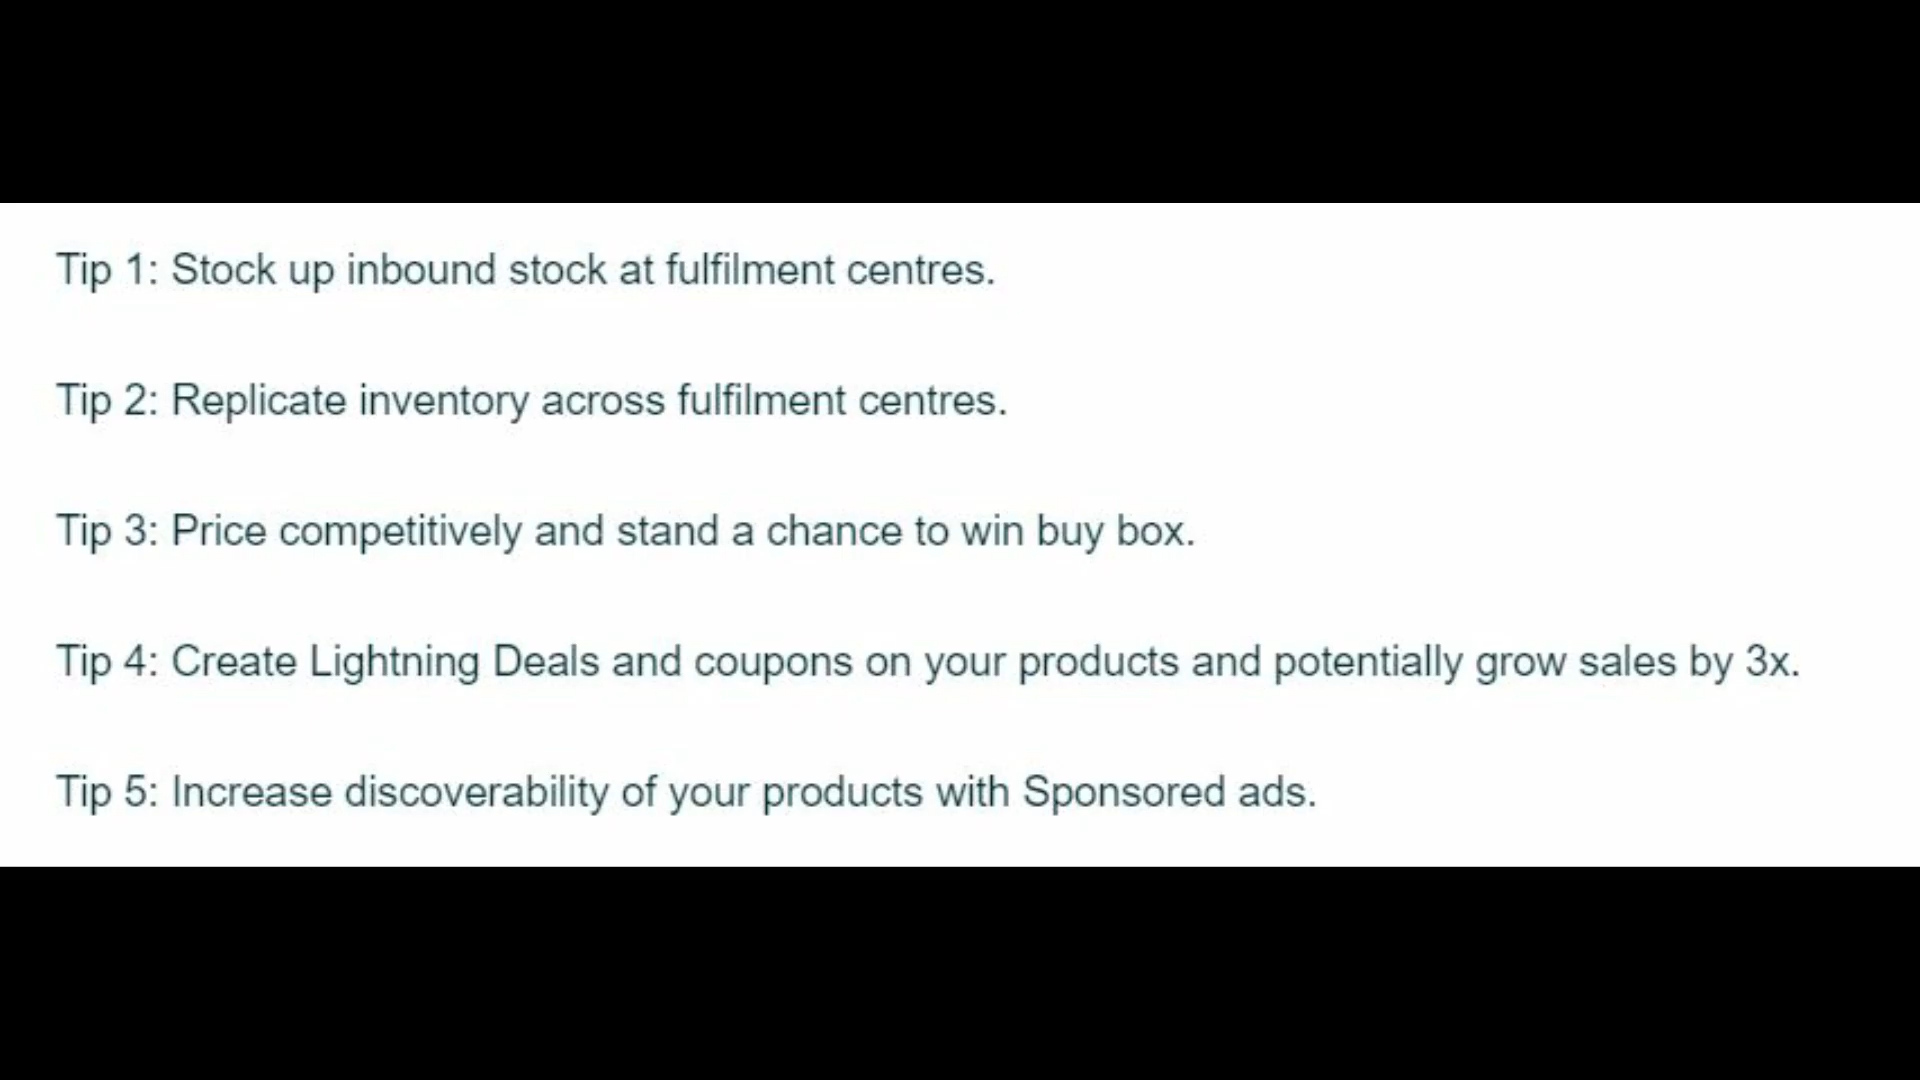 Tip 1: Stock up inbound stock at fulfilment centres.
Tip 2: Replicate inventory across fulfilment centres.
Tip 3: Price competitively and stand a chance to win buy box.
Tip 4: Create Lightning Deals and coupons on your products and potentially grow sales by 3x.
Tip 5: Increase discoverability of your products with Sponsored ads.